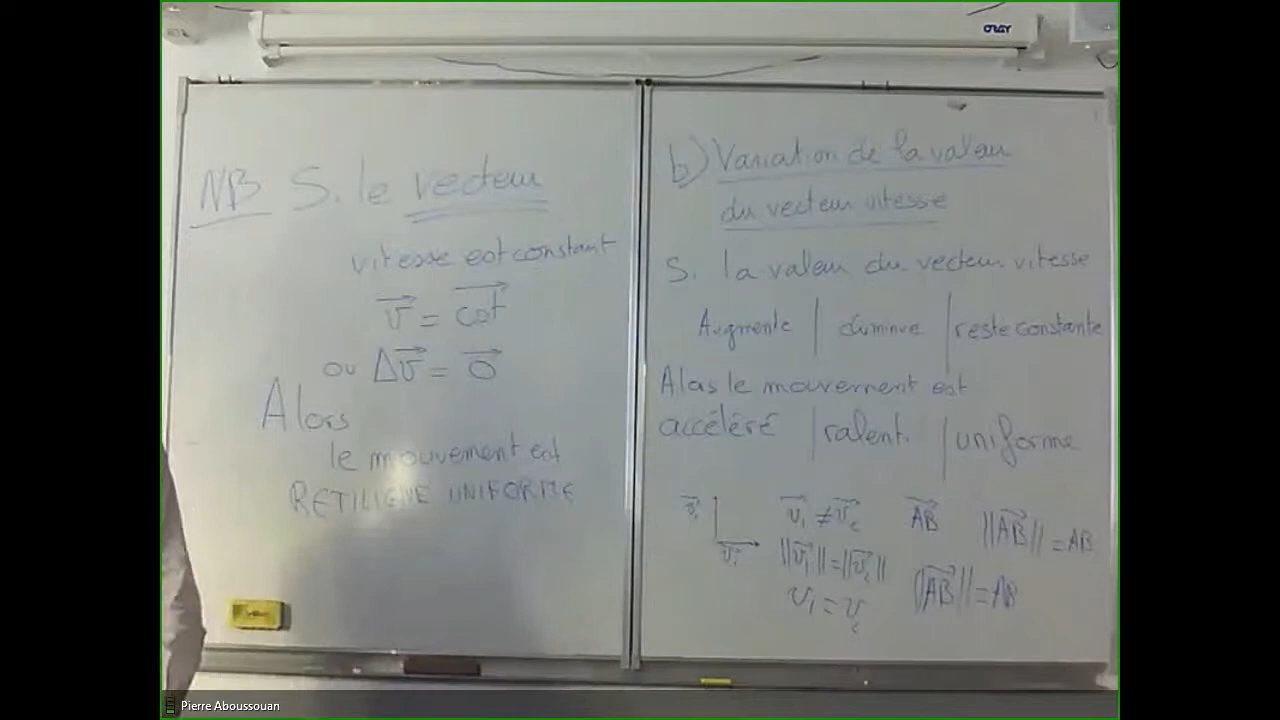 oray
NB S. le vecteur
vitesse est constant
v⃗ = cst⃗
ou Δv⃗ = 0⃗
Alors
le mouvement est
RETILIGNE UNIFORME
b) Variation de la valeur
du vecteur vitesse
S. la valeur du vecteur vitesse
Augmente | diminue | reste constante
Alors le mouvement est
accéléré | ralent. | uniforme
v⃗₁ ≠ v⃗₂
||v⃗₁|| = ||v⃗₂||
v₁ = v₂
AB⃗
||AB⃗|| = AB
||AB⃗|| = AB
Pierre Aboussouan